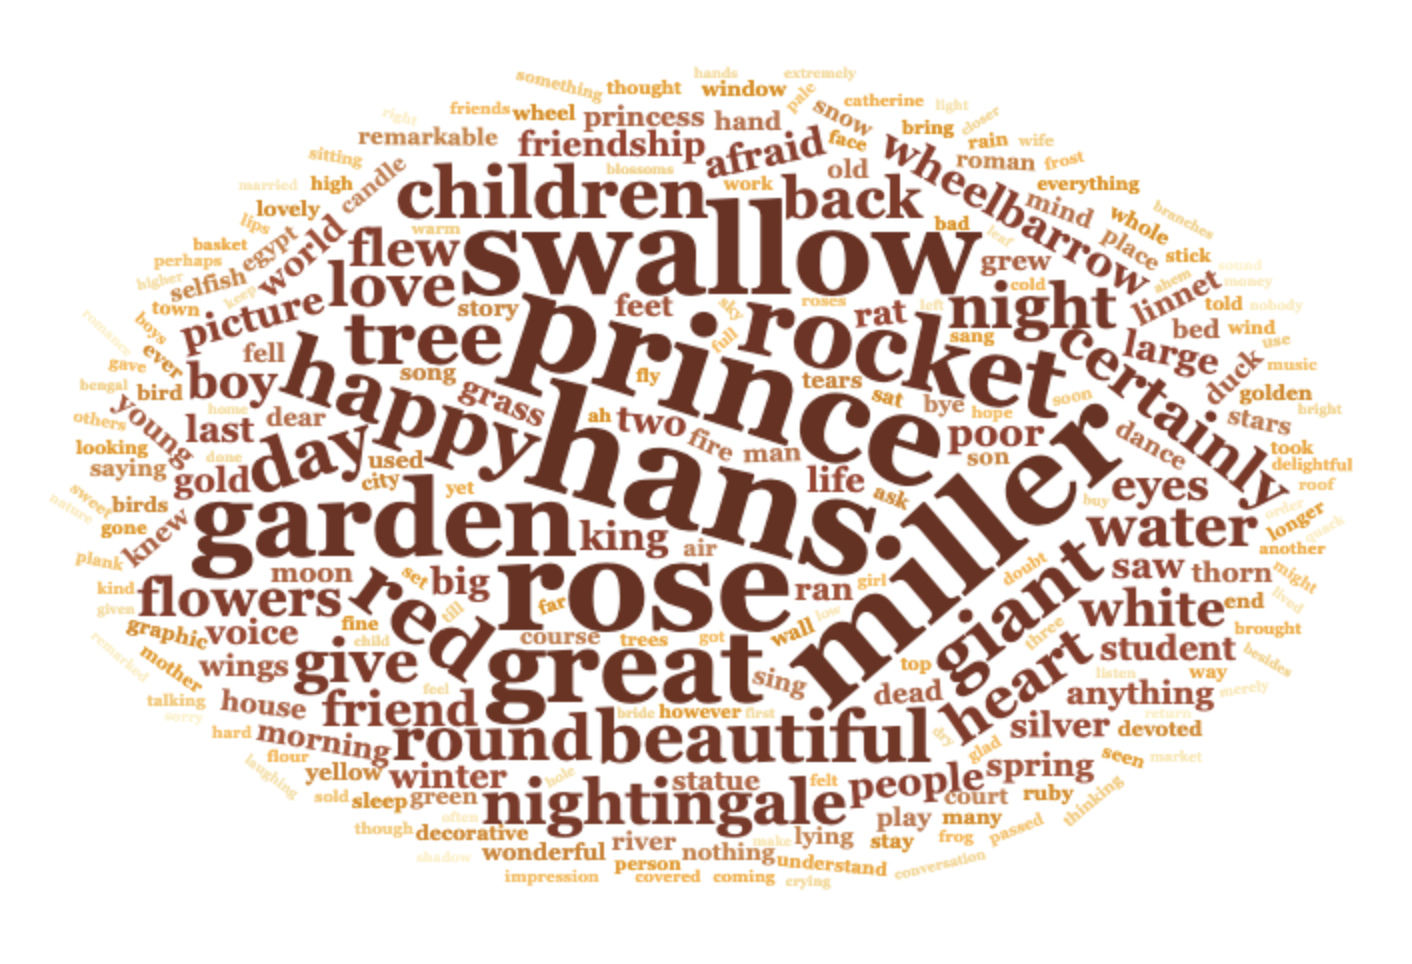 something
thought
hands
window
extremely
pale
friends
wheel
princess
hand
snow
catherine
light
closer
right
remarkable
friendship
afraid
face
bring
rain
wife
sitting
candle
blossoms
old
wheelbarrow
roman
frost
married
high
children
work
back
mind
everything
lovely
lips
warm
swallow
bad
leaf
place
whole
branches
basket
egypt
world
flew
grew
stick
perhaps
higher
selfish
keep
love
cold
ahem
sound
money
town
picture
story
feet
sky
roses
rat
left
night
linnet
told
nobody
romance
boys
tree
prince
rocket
full
sang
certainly
large
bed
wind
use
gave
ever
fell
happy
song
fly
tears
duck
music
bengal
bird
boy
grass
hans
sat
bye
hope
soon
golden
bright
others
young
home
last
dear
ah
two
poor
miller
dance
stars
looking
done
day
used
fire
man
son
took
saying
gold
city
yet
life
ask
buy
eyes
delightful
roof
sweet
nature
birds
garden
water
order
longer
quack
gone
knew
king
air
another
plank
moon
set
big
rose
ran
girl
doubt
giant
saw
thorn
might
kind
flowers
red
till
far
low
white
end
lived
given
graphic
voice
fine
child
course
trees
got
wall
three
student
brought
remarked
mother
wings
give
feel
great
sing
top
heart
listen
way
besides
talking
house
friend
dead
anything
merely
sorry
bride
however
first
return
hard
morning
round
beautiful
dry
glad
silver
devoted
flour
laughing
yellow
winter
hole
statue
felt
people
spring
seen
market
sold
sleep
green
nightingale
court
ruby
thinking
often
though
decorative
play
many
passed
shadow
wonderful
river
make
lying
stay
frog
person
nothing
understand
conversation
impression
covered
coming
crying